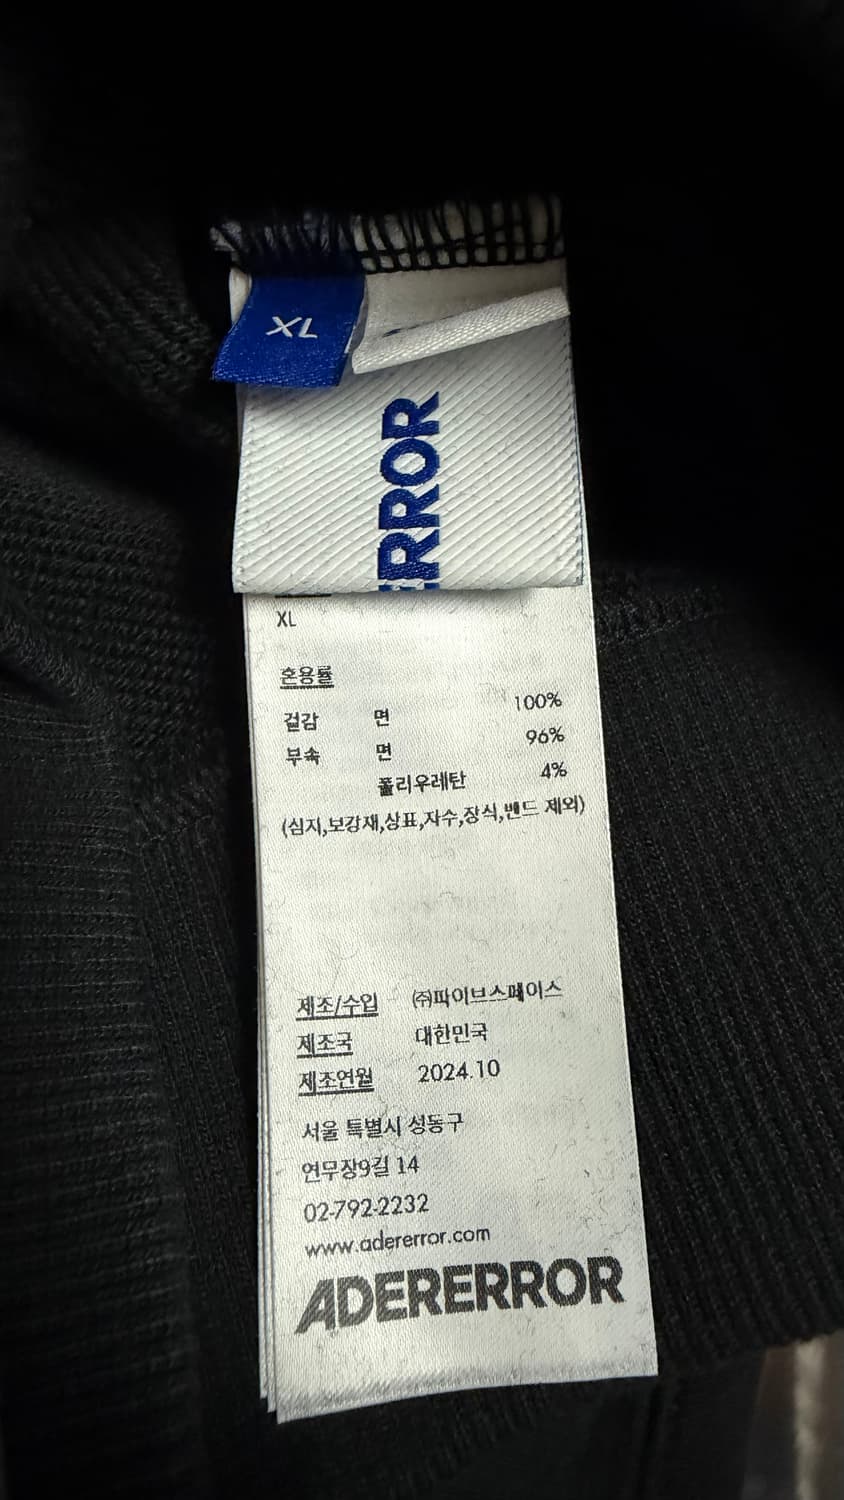 XL
ERROR
XL
혼용률
겉감 면 100%
부속 면 96%
폴리우레탄 4%
(심지,보강재,상표,자수,장식,밴드 제외)
제조/수입 ㈜파이브스페이스
제조국 대한민국
제조연월 2024.10
서울 특별시 성동구
연무장9길 14
02-792-2232
www.adererror.com
ADERERROR